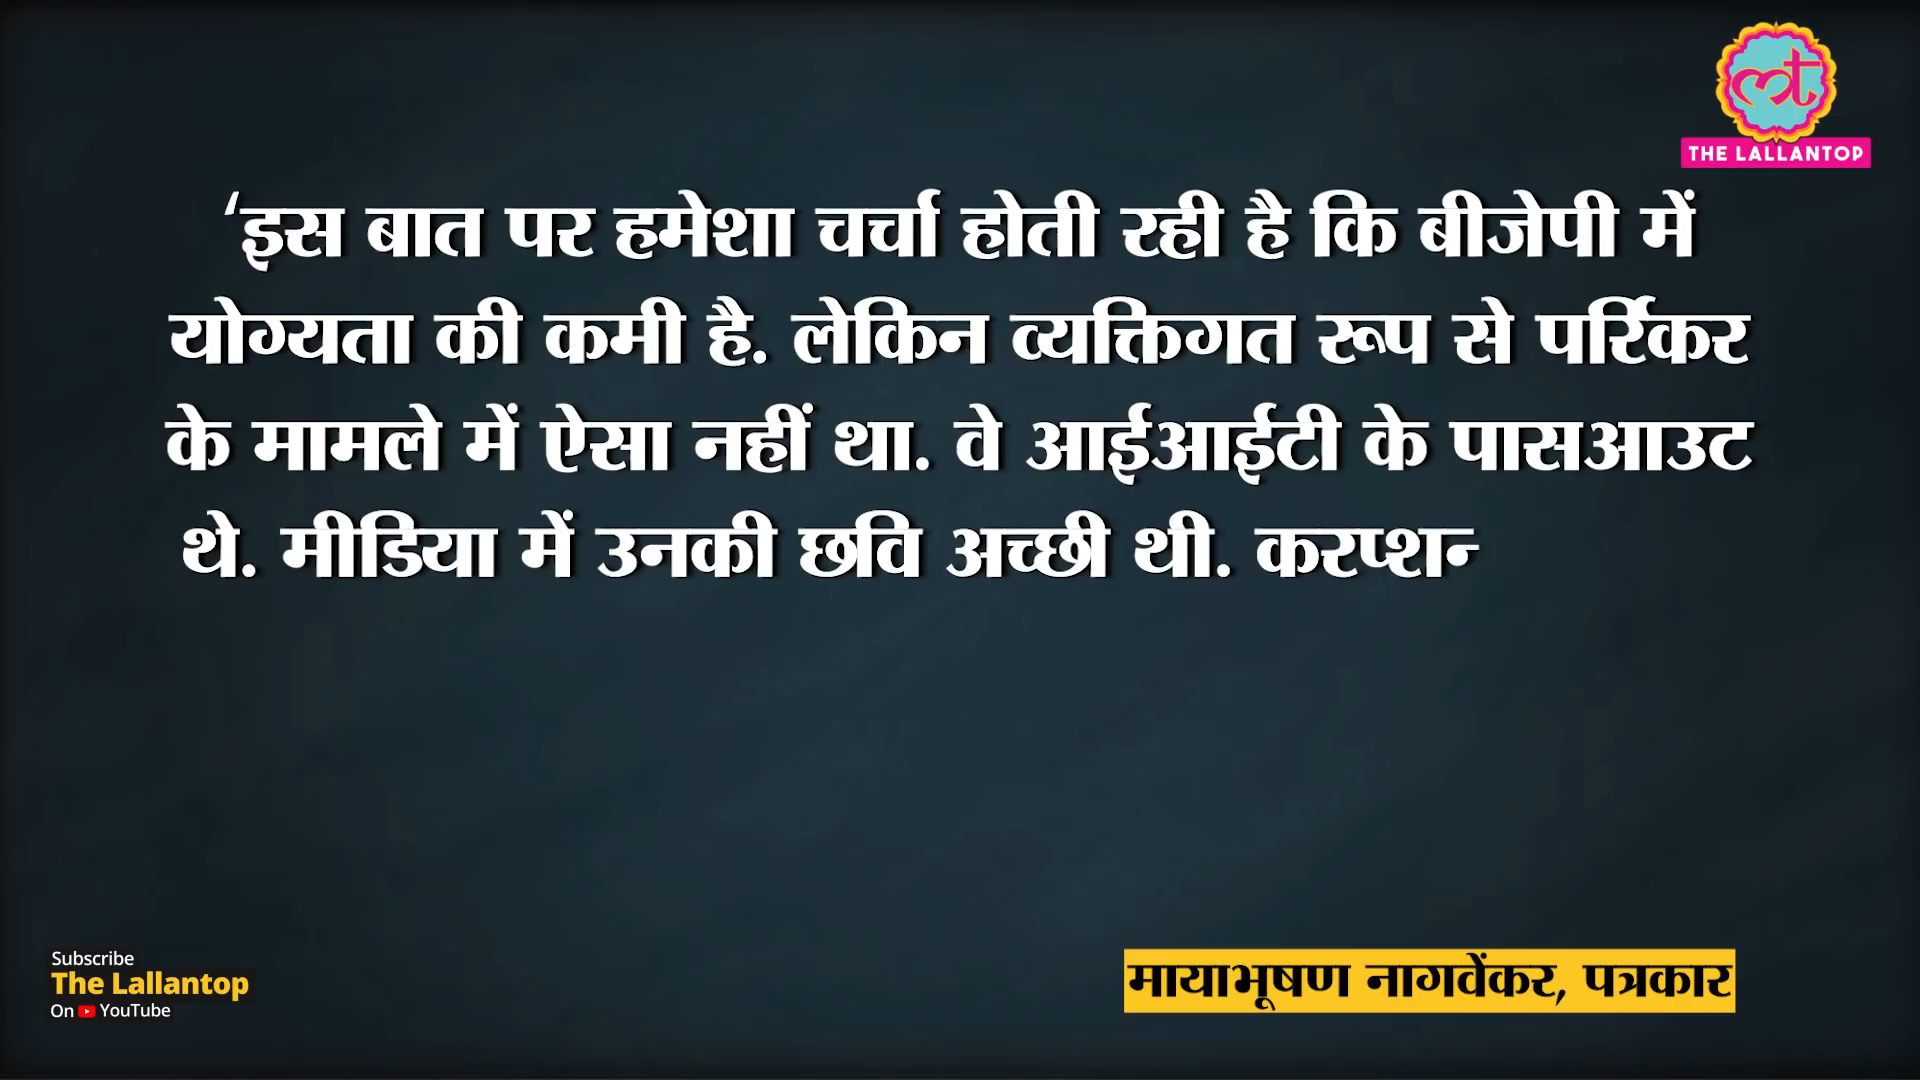 THE LALLANTOP
‘इस बात पर हमेशा चर्चा होती रही है कि बीजेपी में
योग्यता की कमी है. लेकिन व्यक्तिगत रूप से पर्रिकर
के मामले में ऐसा नहीं था. वे आईआईटी के पासआउट
थे. मीडिया में उनकी छवि अच्छी थी. करप्शन्
मायाभूषण नागवेंकर, पत्रकार
Subscribe
The Lallantop
On YouTube